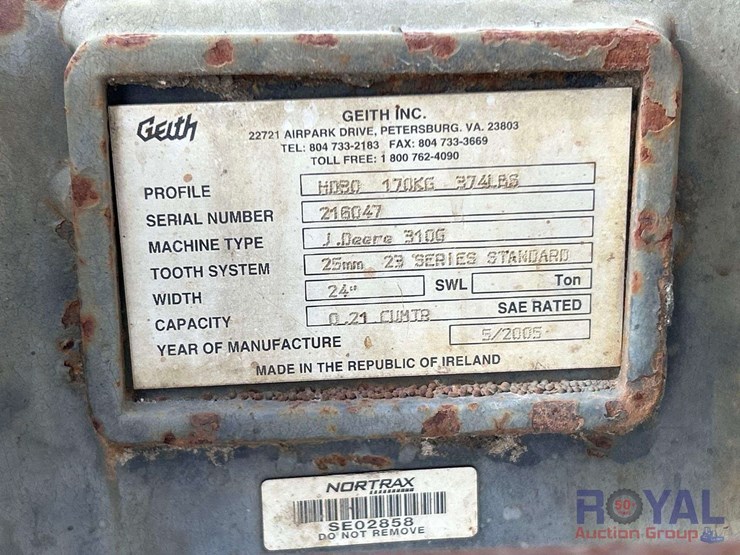 Geith
GEITH INC.
22721 AIRPARK DRIVE, PETERSBURG. VA. 23803
TEL: 804 733-2183 FAX: 804 733-3669
TOLL FREE: 1 800 762-4090
PROFILE HDBO 170KG 374LBS
SERIAL NUMBER 216047
MACHINE TYPE J.Deere 310G
TOOTH SYSTEM 25mm 23 SERIES STANDARD
WIDTH 24" SWL Ton
CAPACITY 0.21 CUMTR SAE RATED
YEAR OF MANUFACTURE 5/2005
MADE IN THE REPUBLIC OF IRELAND
NORTRAX
SE02858
DO NOT REMOVE
ROYAL
Auction Group